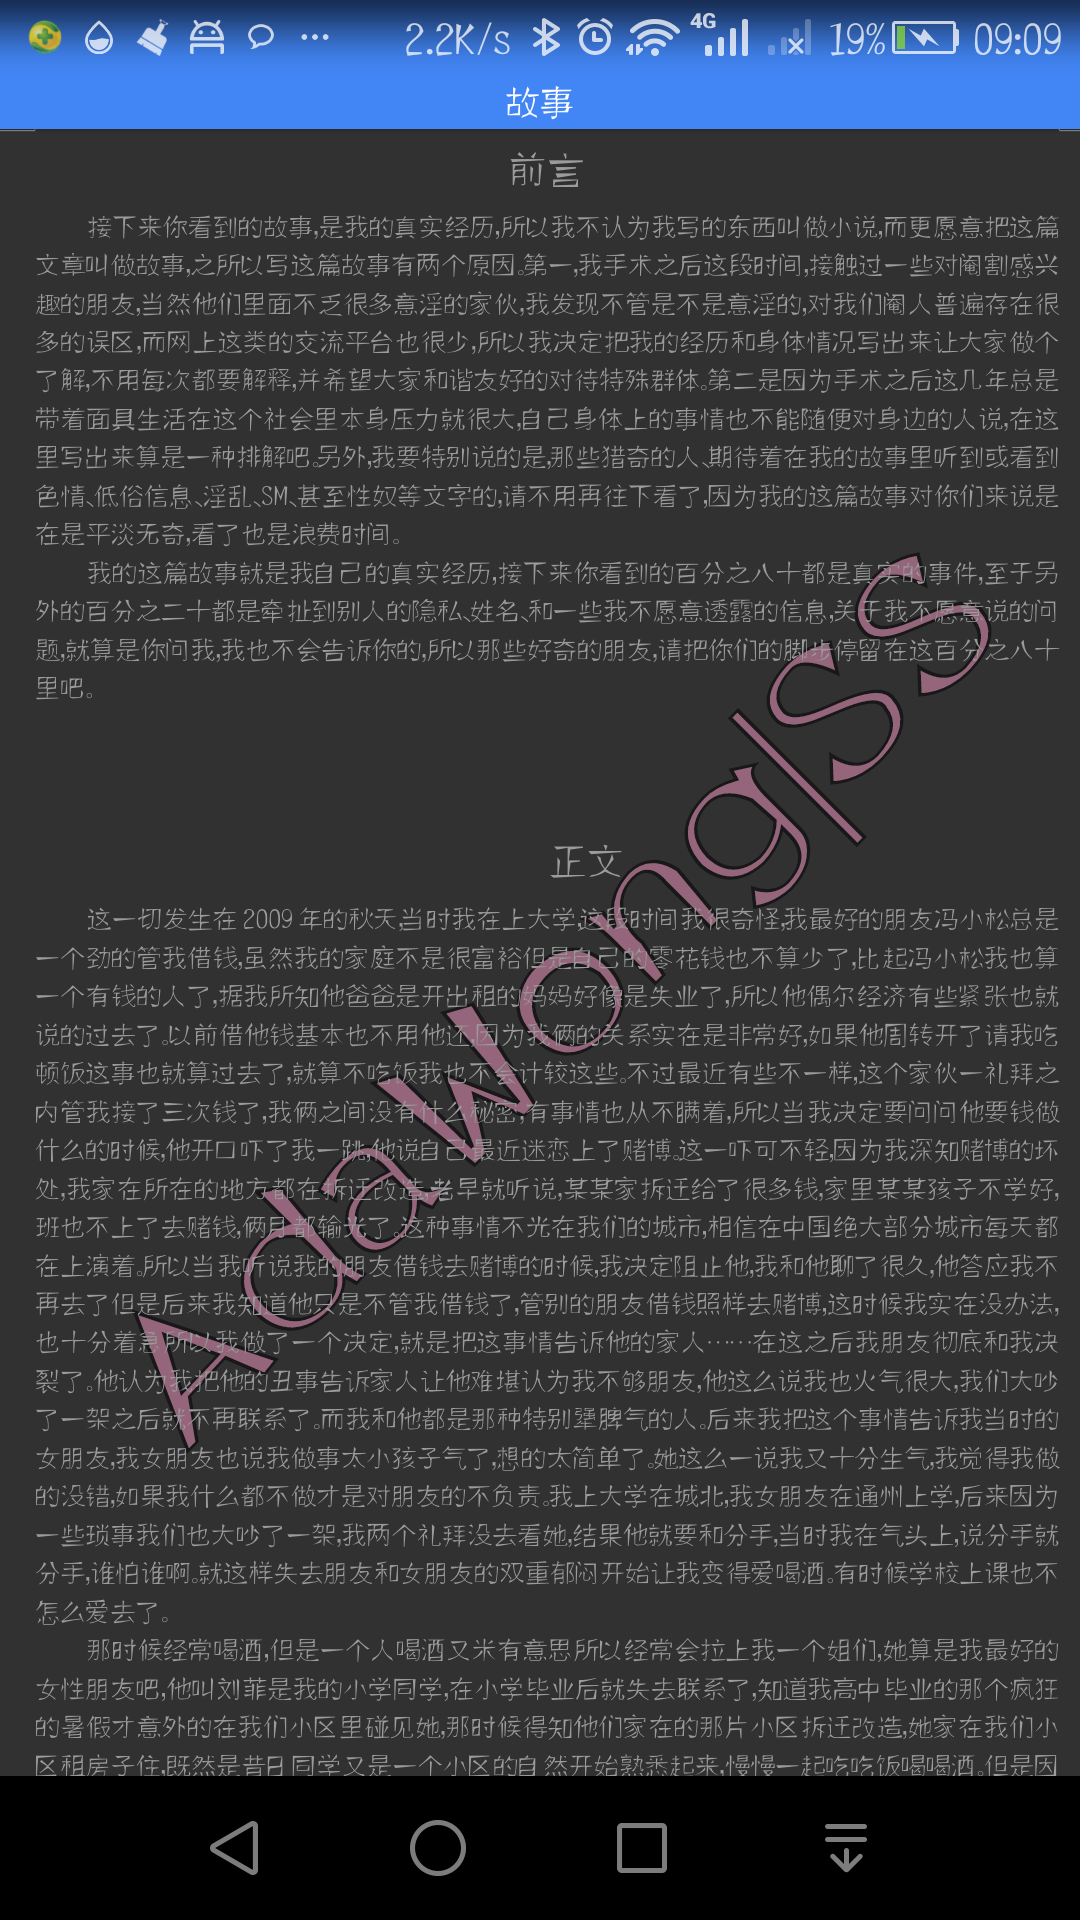 2.2K/s 4G 19% 09:09
故事
前言
接下来你看到的故事,是我的真实经历,所以我不认为我写的东西叫做小说,而更愿意把这篇
文章叫做故事,之所以写这篇故事有两个原因。第一,我手术之后这段时间,接触过一些对阉割感兴
趣的朋友,当然他们里面不乏很多意淫的家伙,我发现不管是不是意淫的,对我们阉人普遍存在很
多的误区,而网上这类的交流平台也很少,所以我决定把我的经历和身体情况写出来让大家做个
了解,不用每次都要解释,并希望大家和谐友好的对待特殊群体。第二是因为手术之后这几年总是
带着面具生活在这个社会里本身压力就很大,自己身体上的事情也不能随便对身边的人说,在这
里写出来算是一种排解吧。另外,我要特别说的是,那些猎奇的人、期待着在我的故事里听到或看到
色情、低俗信息、淫乱、SM、甚至性奴等文字的,请不用再往下看了,因为我的这篇故事对你们来说是
在是平淡无奇,看了也是浪费时间。
我的这篇故事就是我自己的真实经历,接下来你看到的百分之八十都是真实的事件,至于另
外的百分之二十都是牵扯到别人的隐私、姓名、和一些我不愿意透露的信息,关于我不愿意说的问
题,就算是你问我,我也不会告诉你的,所以那些好奇的朋友,请把你们的脚步停留在这百分之八十
里吧。
正文
这一切发生在 2009 年的秋天,当时我在上大学,这段时间我很奇怪,我最好的朋友冯小松总是
一个劲的管我借钱,虽然我的家庭不是很富裕但是自己的零花钱也不算少了,比起冯小松我也算
一个有钱的人了,据我所知他爸爸是开出租的妈妈好像是失业了,所以他偶尔经济有些紧张也就
说的过去了。以前借他钱基本也不用他还,因为我俩的关系实在是非常好,如果他周转开了请我吃
顿饭这事也就算过去了,就算不吃饭我也不会计较这些。不过最近有些不一样,这个家伙一礼拜之
内管我接了三次钱了,我俩之间没有什么秘密,有事情也从不瞒着,所以当我决定要问问他要钱做
什么的时候,他开口吓了我一跳,他说自己最近迷恋上了赌博。这一吓可不轻,因为我深知赌博的坏
处,我家在所在的地方都在拆迁改造,老早就听说,某某家拆迁给了很多钱,家里某某孩子不学好,
班也不上了去赌钱,俩月都输光了。这种事情不光在我们的城市,相信在中国绝大部分城市每天都
在上演着。所以当我听说我的朋友借钱去赌博的时候,我决定阻止他,我和他聊了很久,他答应我不
再去了但是后来我知道他只是不管我借钱了,管别的朋友借钱照样去赌博,这时候我实在没办法,
也十分着急所以我做了一个决定,就是把这事情告诉他的家人……在这之后我朋友彻底和我决
裂了。他认为我把他的丑事告诉家人让他难堪认为我不够朋友,他这么说我也火气很大,我们大吵
了一架之后就不再联系了。而我和他都是那种特别犟脾气的人。后来我把这个事情告诉我当时的
女朋友,我女朋友也说我做事太小孩子气了,想的太简单了。她这么一说我又十分生气,我觉得我做
的没错,如果我什么都不做才是对朋友的不负责。我上大学在城北,我女朋友在通州上学,后来因为
一些琐事我们也大吵了一架,我两个礼拜没去看她,结果他就要和分手,当时我在气头上,说分手就
分手,谁怕谁啊。就这样失去朋友和女朋友的双重郁闷开始让我变得爱喝酒。有时候学校上课也不
怎么爱去了。
那时候经常喝酒,但是一个人喝酒又米有意思所以经常会拉上我一个姐们,她算是我最好的
女性朋友吧,他叫刘菲是我的小学同学,在小学毕业后就失去联系了,知道我高中毕业的那个疯狂
的暑假才意外的在我们小区里碰见她,那时候得知他们家在的那片小区拆迁改造,她家在我们小
区租房子住,既然是昔日同学又是一个小区的自然开始熟悉起来,慢慢一起吃吃饭喝喝酒。但是因
Adawong|SS